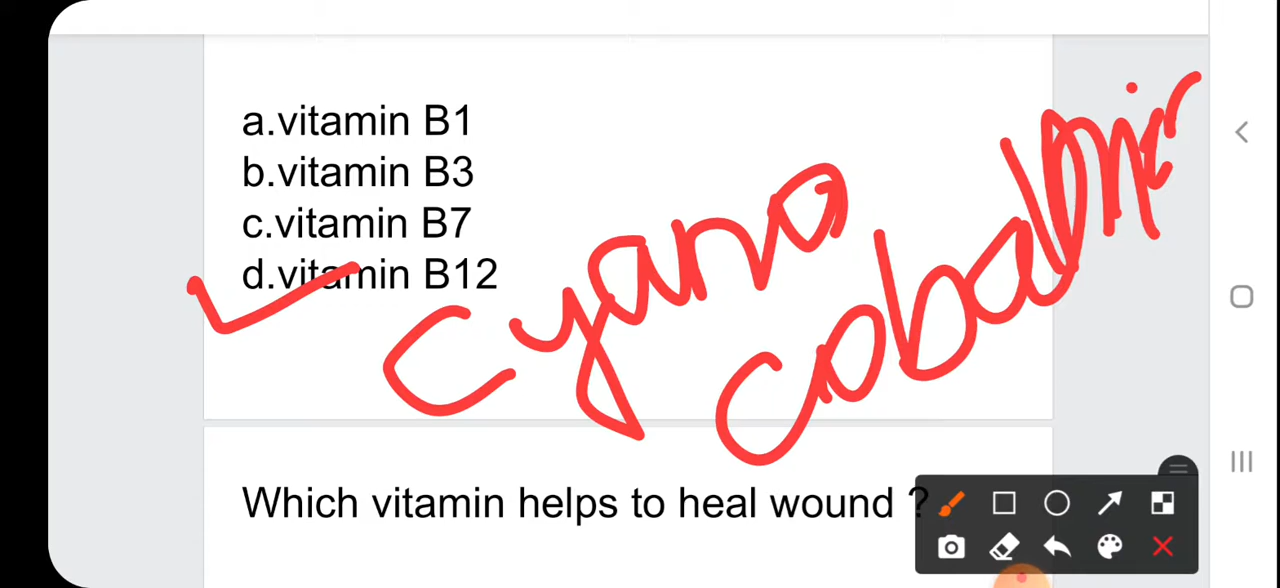 a.vitamin B1
b.vitamin B3
c.vitamin B7
d.vitamin B12
Cyano
cobalmin
Which vitamin helps to heal wound ?